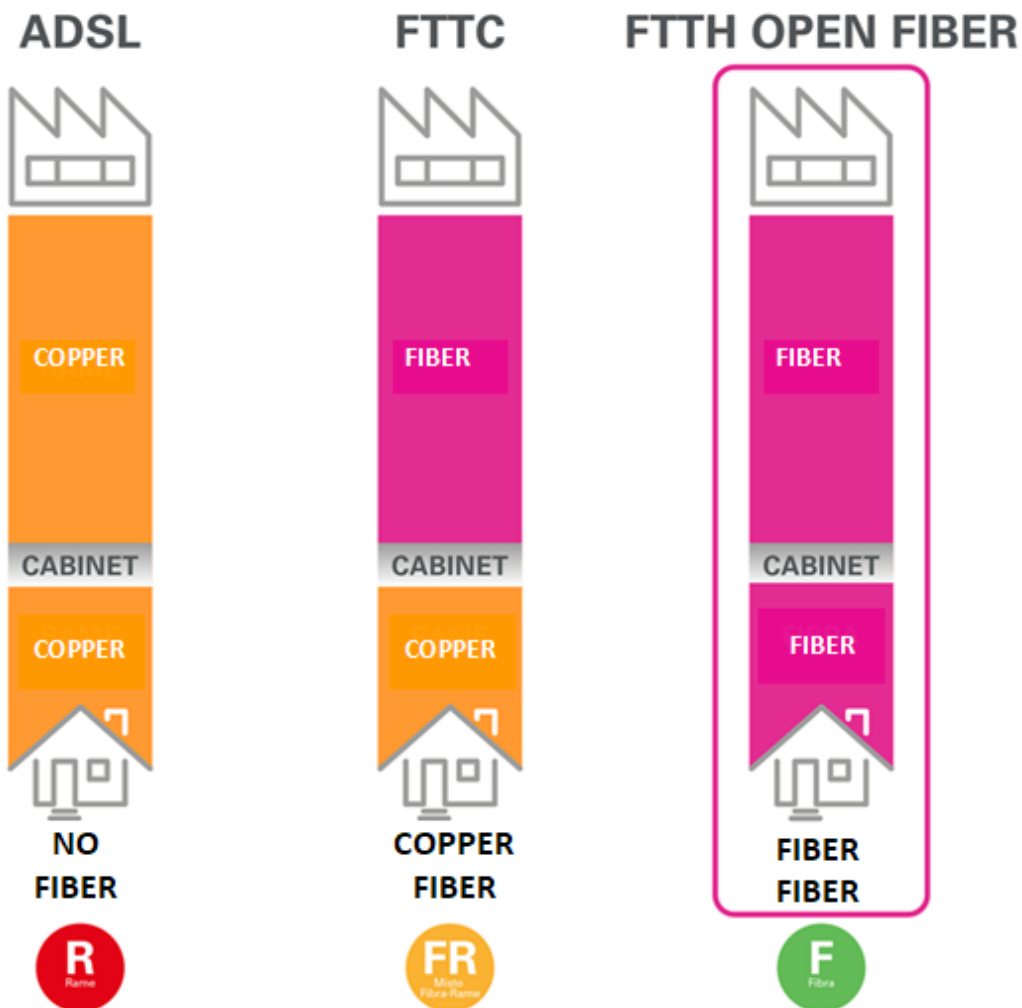 ADSL
FTTC
FTTH OPEN FIBER
COPPER
FIBER
FIBER
CABINET
CABINET
CABINET
COPPER
COPPER
FIBER
NO
FIBER
COPPER
FIBER
FIBER
FIBER
R
Rame
FR
Misto
Fibra-Rame
F
Fibra